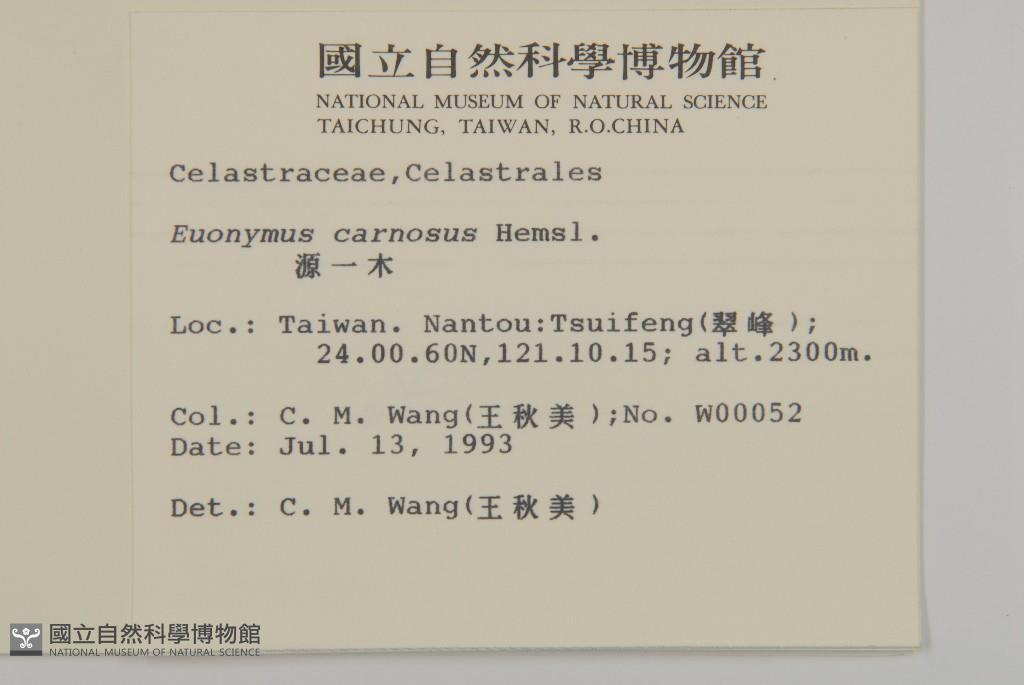 國立自然科學博物館
NATIONAL MUSEUM OF NATURAL SCIENCE
TAICHUNG, TAIWAN, R.O.CHINA
Celastraceae,Celastrales
Euonymus carnosus Hemsl.
源一木
Loc.: Taiwan. Nantou:Tsuifeng(翠峰);
24.00.60N,121.10.15; alt.2300m.
Col.: C. M. Wang(王秋美);No. W00052
Date: Jul. 13, 1993
Det.: C. M. Wang(王秋美)
國立自然科學博物館
NATIONAL MUSEUM OF NATURAL SCIENCE